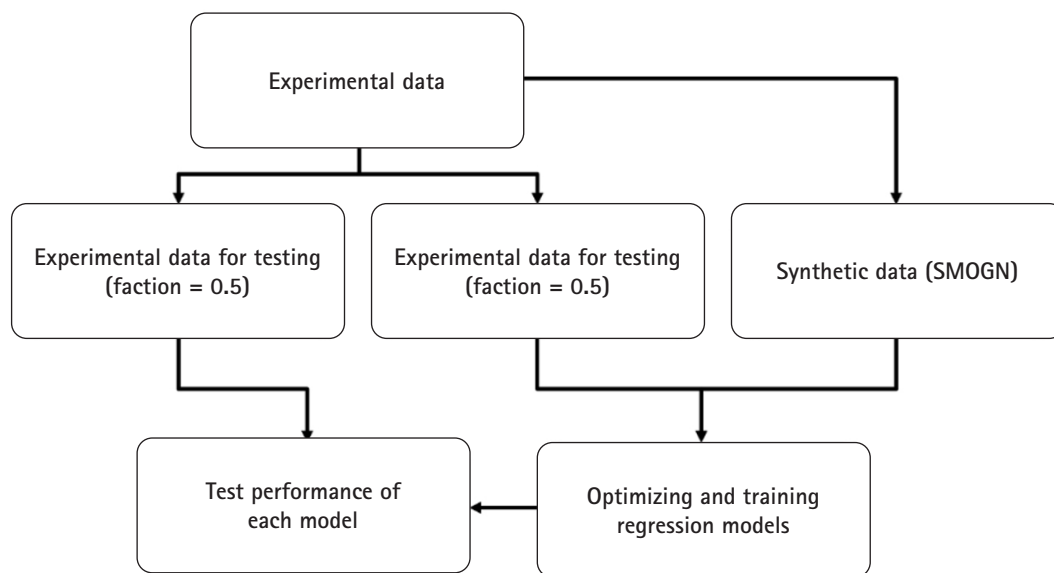 Experimental data
Experimental data for testing
(faction = 0.5)
Experimental data for testing
(faction = 0.5)
Synthetic data (SMOGN)
Test performance of
each model
Optimizing and training
regression models